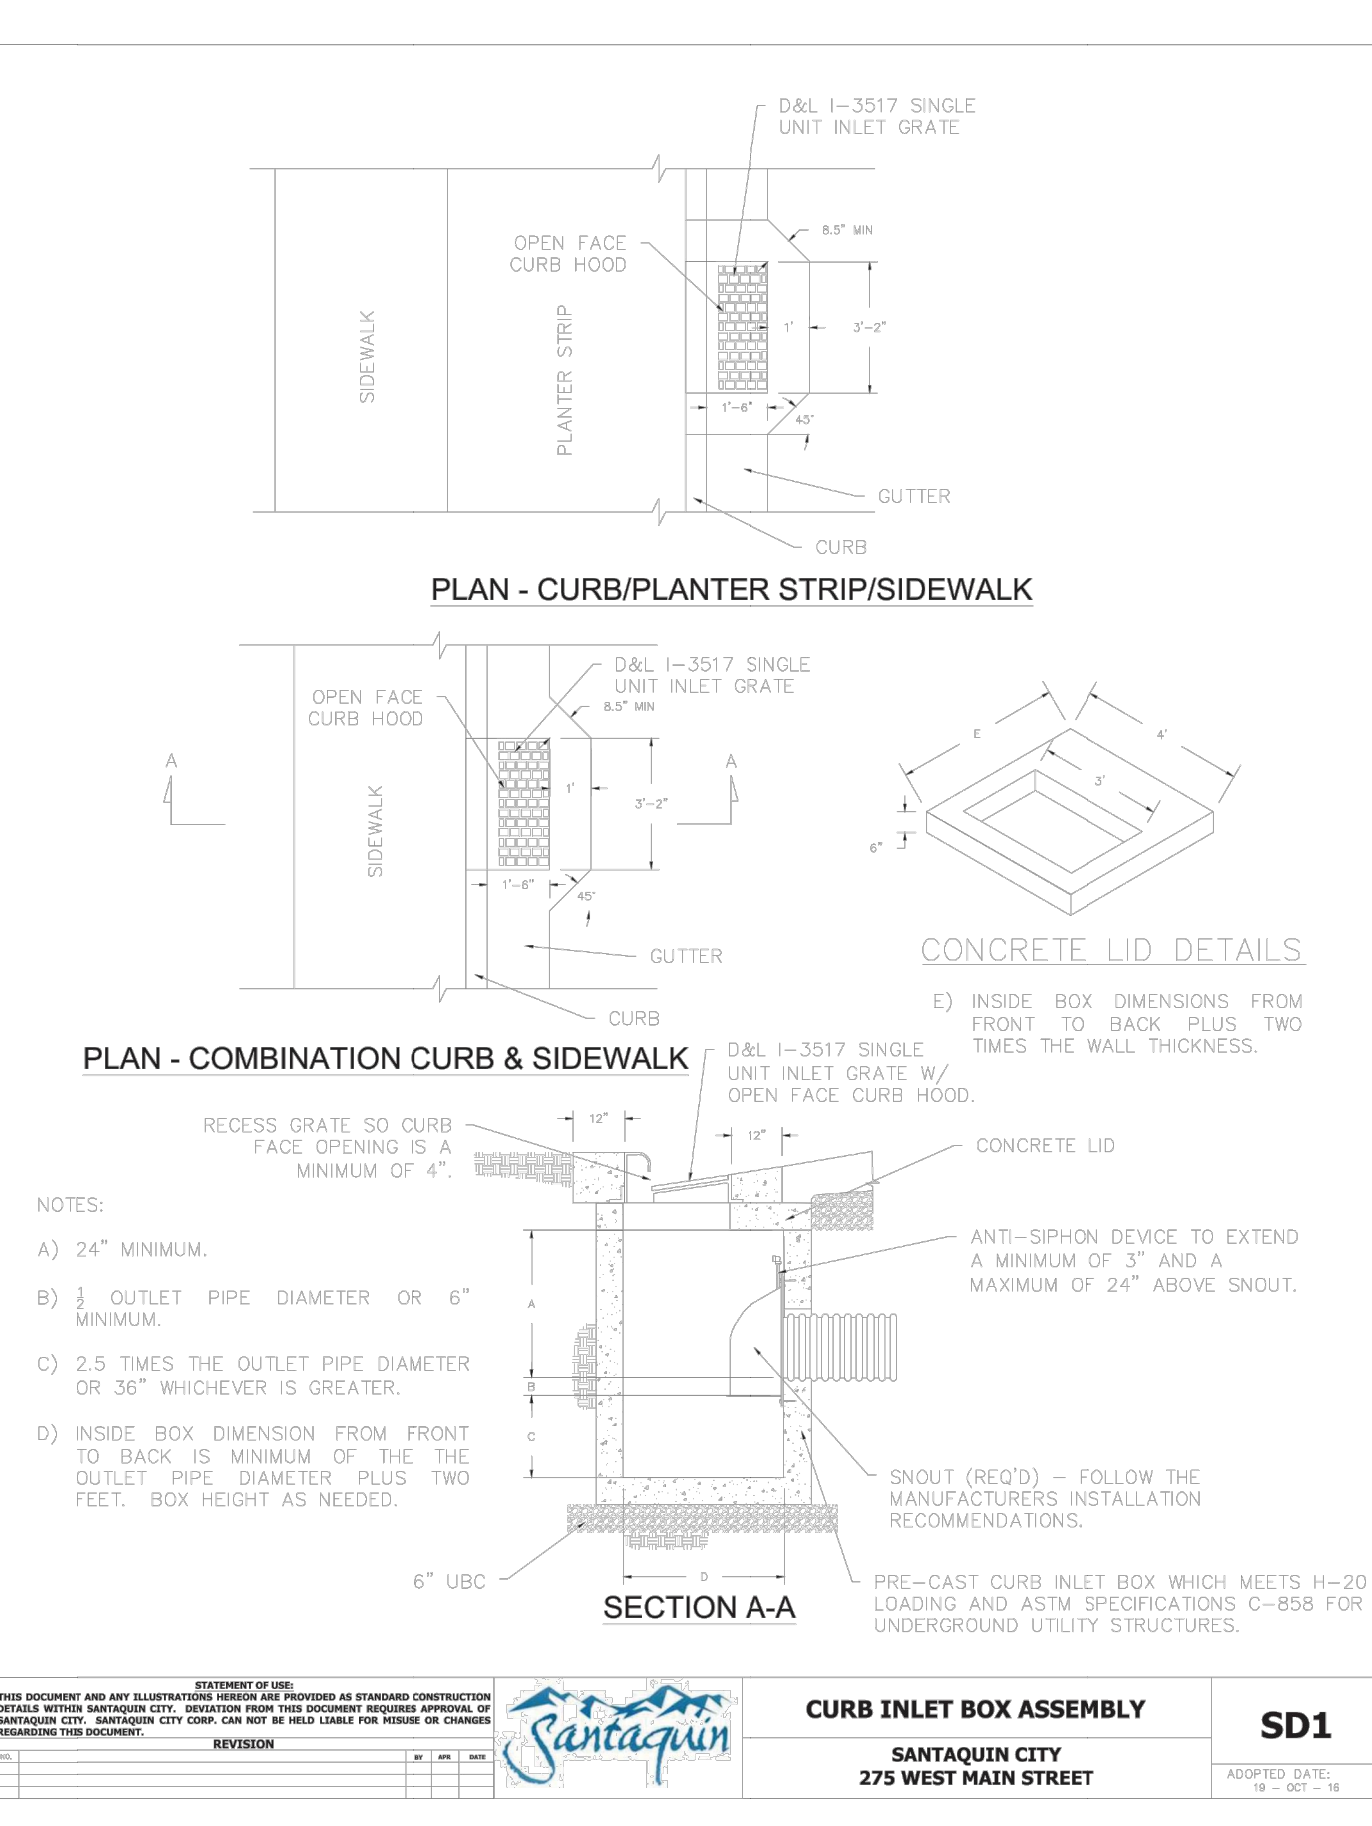 D&L I-3517 SINGLE
UNIT INLET GRATE
8.5" MIN
OPEN FACE
CURB HOOD
SIDEWALK
PLANTER STRIP
1'
3'-2"
1'-6"
45°
GUTTER
CURB
PLAN - CURB/PLANTER STRIP/SIDEWALK
D&L I-3517 SINGLE
UNIT INLET GRATE
OPEN FACE
CURB HOOD
8.5" MIN
A
A
SIDEWALK
1'
3'-2"
1'-6"
45°
GUTTER
CURB
PLAN - COMBINATION CURB & SIDEWALK
E
4'
3'
6"
CONCRETE LID DETAILS
E) INSIDE BOX DIMENSIONS FROM
FRONT TO BACK PLUS TWO
TIMES THE WALL THICKNESS.
D&L I-3517 SINGLE
UNIT INLET GRATE W/
OPEN FACE CURB HOOD.
RECESS GRATE SO CURB
FACE OPENING IS A
MINIMUM OF 4".
12"
12"
CONCRETE LID
NOTES:
A) 24" MINIMUM.
B) ½ OUTLET PIPE DIAMETER OR 6"
MINIMUM.
C) 2.5 TIMES THE OUTLET PIPE DIAMETER
OR 36" WHICHEVER IS GREATER.
D) INSIDE BOX DIMENSION FROM FRONT
TO BACK IS MINIMUM OF THE THE
OUTLET PIPE DIAMETER PLUS TWO
FEET. BOX HEIGHT AS NEEDED.
ANTI-SIPHON DEVICE TO EXTEND
A MINIMUM OF 3" AND A
MAXIMUM OF 24" ABOVE SNOUT.
A
B
C
D
SNOUT (REQ'D) - FOLLOW THE
MANUFACTURERS INSTALLATION
RECOMMENDATIONS.
6" UBC
PRE-CAST CURB INLET BOX WHICH MEETS H-20
LOADING AND ASTM SPECIFICATIONS C-858 FOR
UNDERGROUND UTILITY STRUCTURES.
SECTION A-A
STATEMENT OF USE:
THIS DOCUMENT AND ANY ILLUSTRATIONS HEREON ARE PROVIDED AS STANDARD CONSTRUCTION
DETAILS WITHIN SANTAQUIN CITY. DEVIATION FROM THIS DOCUMENT REQUIRES APPROVAL OF
SANTAQUIN CITY. SANTAQUIN CITY CORP. CAN NOT BE HELD LIABLE FOR MISUSE OR CHANGES
REGARDING THIS DOCUMENT.
REVISION
NO. BY APR DATE
Santaquin
CURB INLET BOX ASSEMBLY
SANTAQUIN CITY
275 WEST MAIN STREET
SD1
ADOPTED DATE:
19 - OCT - 16